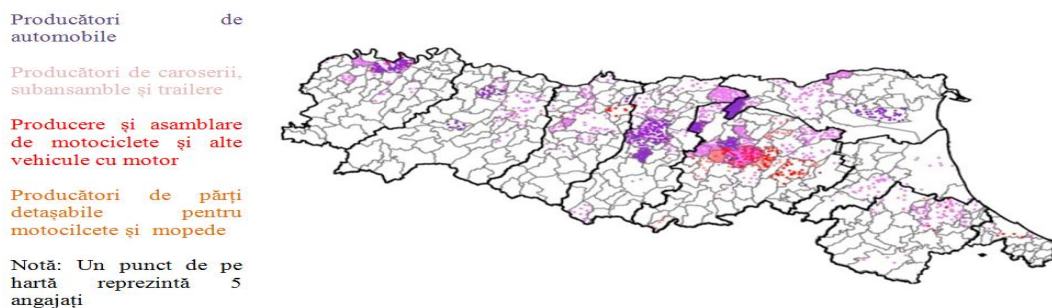 Producători de
automobile
Producători de caroserii,
subansamble și trailere
Producere și asamblare
de motociclete și alte
vehicule cu motor
Producători de părți
detașabile pentru
motocilcete și mopede
Notă: Un punct de pe
hartă reprezintă 5
angajați